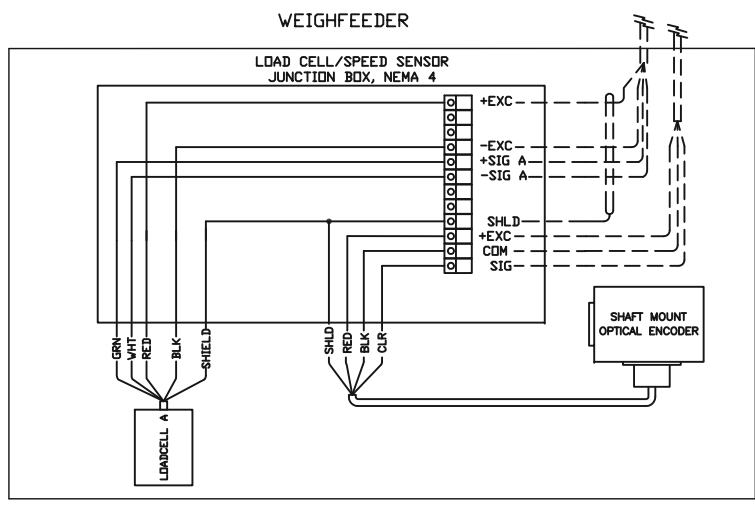 WEIGHFEEDER
LOAD CELL/SPEED SENSOR
JUNCTION BOX, NEMA 4
+EXC
-EXC
+SIG A
-SIG A
SHLD
+EXC
COM
SIG
SHAFT MOUNT
OPTICAL ENCODER
GRN
WHT
RED
BLK
SHIELD
SHLD
RED
BLK
CLR
LOADCELL A